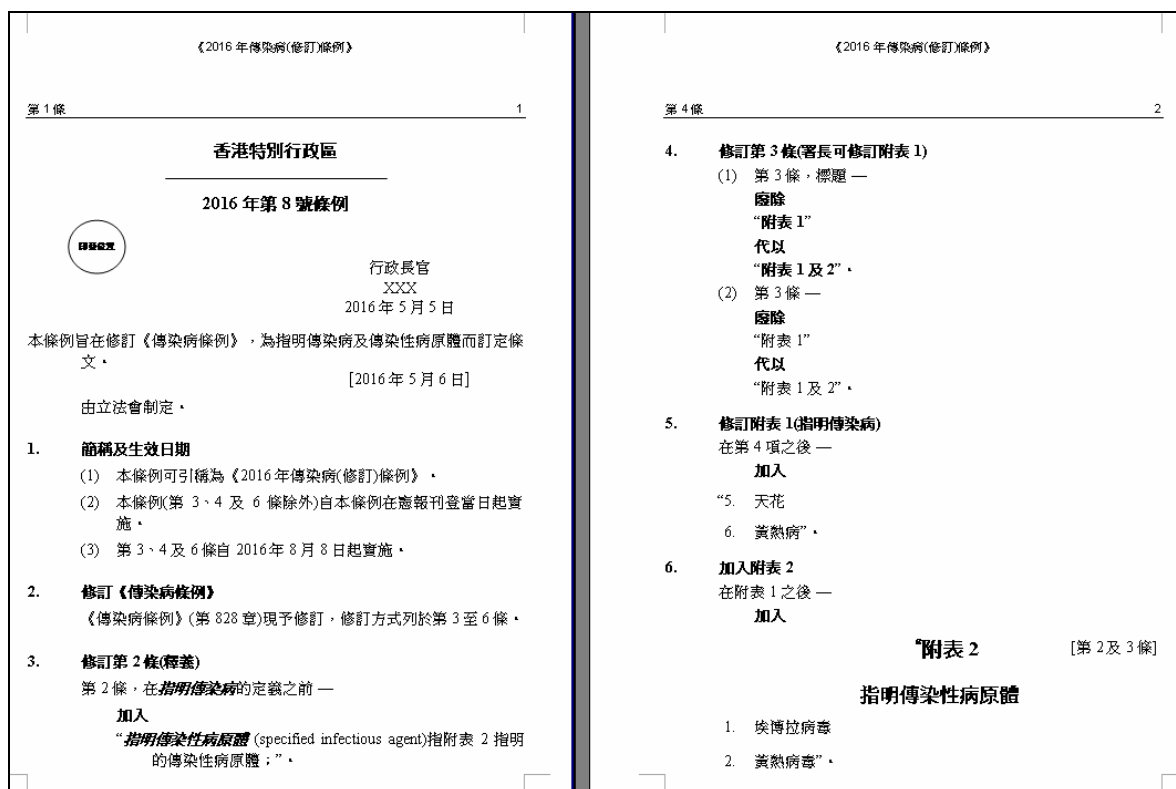 《2016 年傳染病(修訂)條例》
第 1 條 1
香港特別行政區
2016 年第 8 號條例
印章位置
行政長官
XXX
2016 年 5 月 5 日
本條例旨在修訂《傳染病條例》，為指明傳染病及傳染性病原體而訂定條
文。
[2016 年 5 月 6 日]
由立法會制定。
1. 簡稱及生效日期
(1) 本條例可引稱為《2016 年傳染病(修訂)條例》。
(2) 本條例(第 3、4 及 6 條除外)自本條例在憲報刊登當日起實
施。
(3) 第 3、4 及 6 條自 2016 年 8 月 8 日起實施。
2. 修訂《傳染病條例》
《傳染病條例》(第 828 章)現予修訂，修訂方式列於第 3 至 6 條。
3. 修訂第 2 條(釋義)
第 2 條，在指明傳染病的定義之前 —
加入
“指明傳染性病原體 (specified infectious agent)指附表 2 指明
的傳染性病原體；”。
《2016 年傳染病(修訂)條例》
第 4 條 2
4. 修訂第 3 條(署長可修訂附表 1)
(1) 第 3 條，標題 —
廢除
“附表 1”
代以
“附表 1 及 2”。
(2) 第 3 條 —
廢除
“附表 1”
代以
“附表 1 及 2”。
5. 修訂附表 1(指明傳染病)
在第 4 項之後 —
加入
“5. 天花
6. 黃熱病”。
6. 加入附表 2
在附表 1 之後 —
加入
“附表 2 [第 2 及 3 條]
指明傳染性病原體
1. 埃博拉病毒
2. 黃熱病毒”。